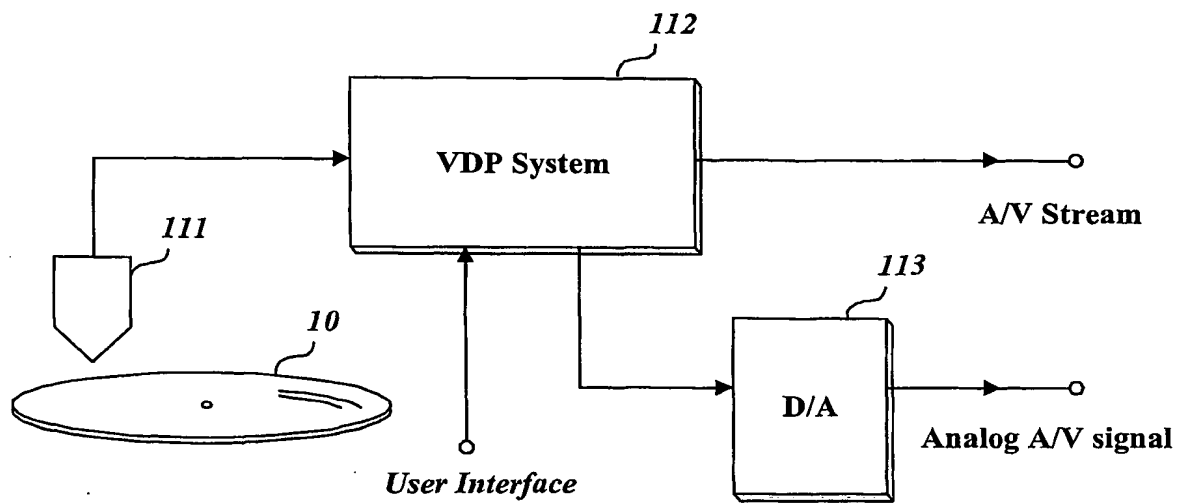 112
VDP System
A/V Stream
111
113
10
D/A
Analog A/V signal
User Interface